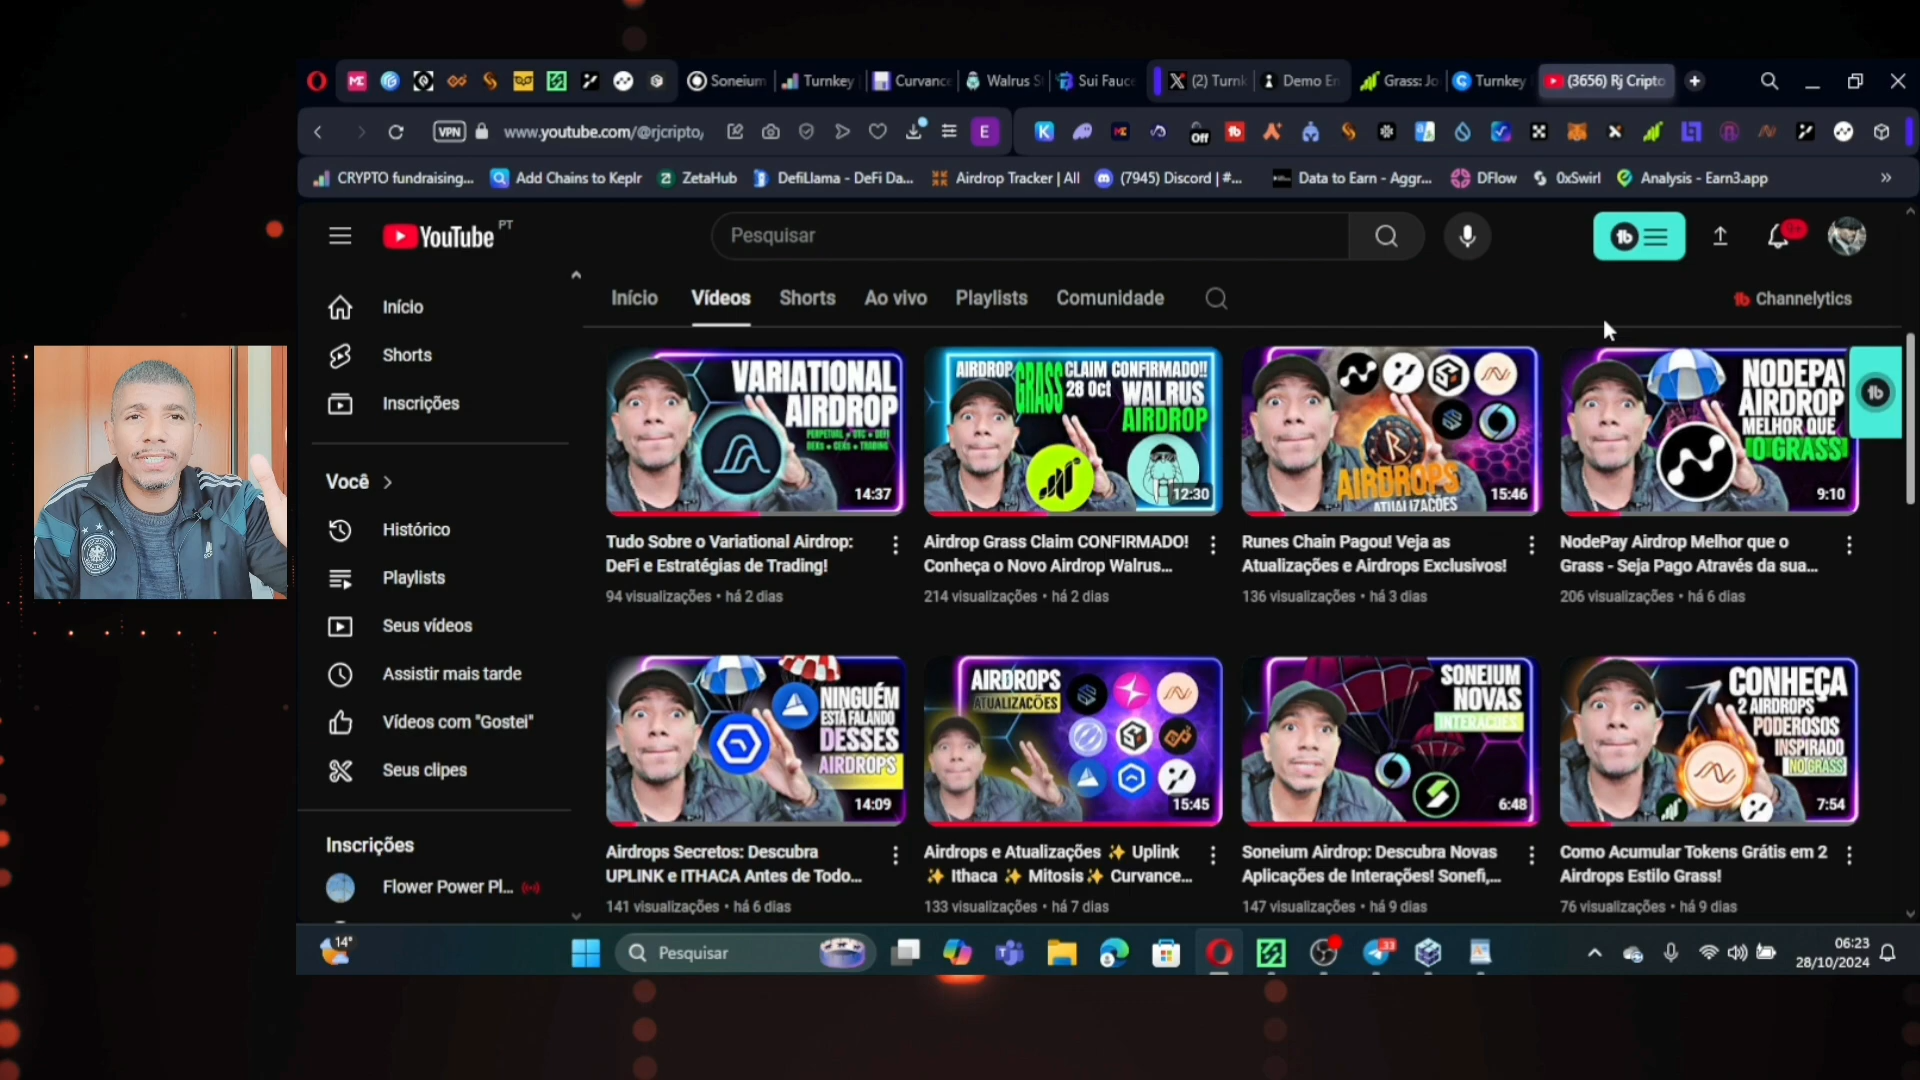 Soneium
Turnkey
Curvance
Walrus S
Sui Fauce
(2) Turnk
Demo En
Grass: Jo
Turnkey
(3656) Rj Cripto
VPN
www.youtube.com/@rjcripto,
E
Off
CRYPTO fundraising...
Add Chains to Keplr
ZetaHub
DefiLlama - DeFi Da...
Airdrop Tracker | All
(7945) Discord | #...
Data to Earn - Aggr...
DFlow
0xSwirl
Analysis - Earn3.app
YouTube PT
Pesquisar
9+
Início
Vídeos
Shorts
Ao vivo
Playlists
Comunidade
Channelytics
Início
Shorts
Inscrições
Você
Histórico
Playlists
Seus vídeos
Assistir mais tarde
Vídeos com "Gostei"
Seus clipes
Inscrições
Flower Power Pl...
VARIATIONAL
AIRDROP
14:37
Tudo Sobre o Variational Airdrop:
DeFi e Estratégias de Trading!
94 visualizações • há 2 dias
AIRDROP GRASS CLAIM CONFIRMADO!!
28 Oct WALRUS
AIRDROP
12:30
Airdrop Grass Claim CONFIRMADO!
Conheça o Novo Airdrop Walrus...
214 visualizações • há 2 dias
AIRDROPS
ATUALIZAÇÕES
15:46
Runes Chain Pagou! Veja as
Atualizações e Airdrops Exclusivos!
136 visualizações • há 3 dias
NODEPAY
AIRDROP
MELHOR QUE
O GRASS!
9:10
NodePay Airdrop Melhor que o
Grass - Seja Pago Através da sua...
206 visualizações • há 6 dias
NINGUÉM
ESTÁ FALANDO
DESSES
AIRDROPS
14:09
Airdrops Secretos: Descubra
UPLINK e ITHACA Antes de Todo...
141 visualizações • há 6 dias
AIRDROPS
ATUALIZAÇÕES
15:45
Airdrops e Atualizações ✨ Uplink
✨ Ithaca ✨ Mitosis✨ Curvance...
133 visualizações • há 7 dias
SONEIUM
NOVAS
INTERAÇÕES
6:48
Soneium Airdrop: Descubra Novas
Aplicações de Interações! Sonefi,...
147 visualizações • há 9 dias
CONHEÇA
2 AIRDROPS
PODEROSOS
INSPIRADO
NO GRASS
7:54
Como Acumular Tokens Grátis em 2
Airdrops Estilo Grass!
76 visualizações • há 9 dias
14°
Pesquisar
33
06:23
28/10/2024